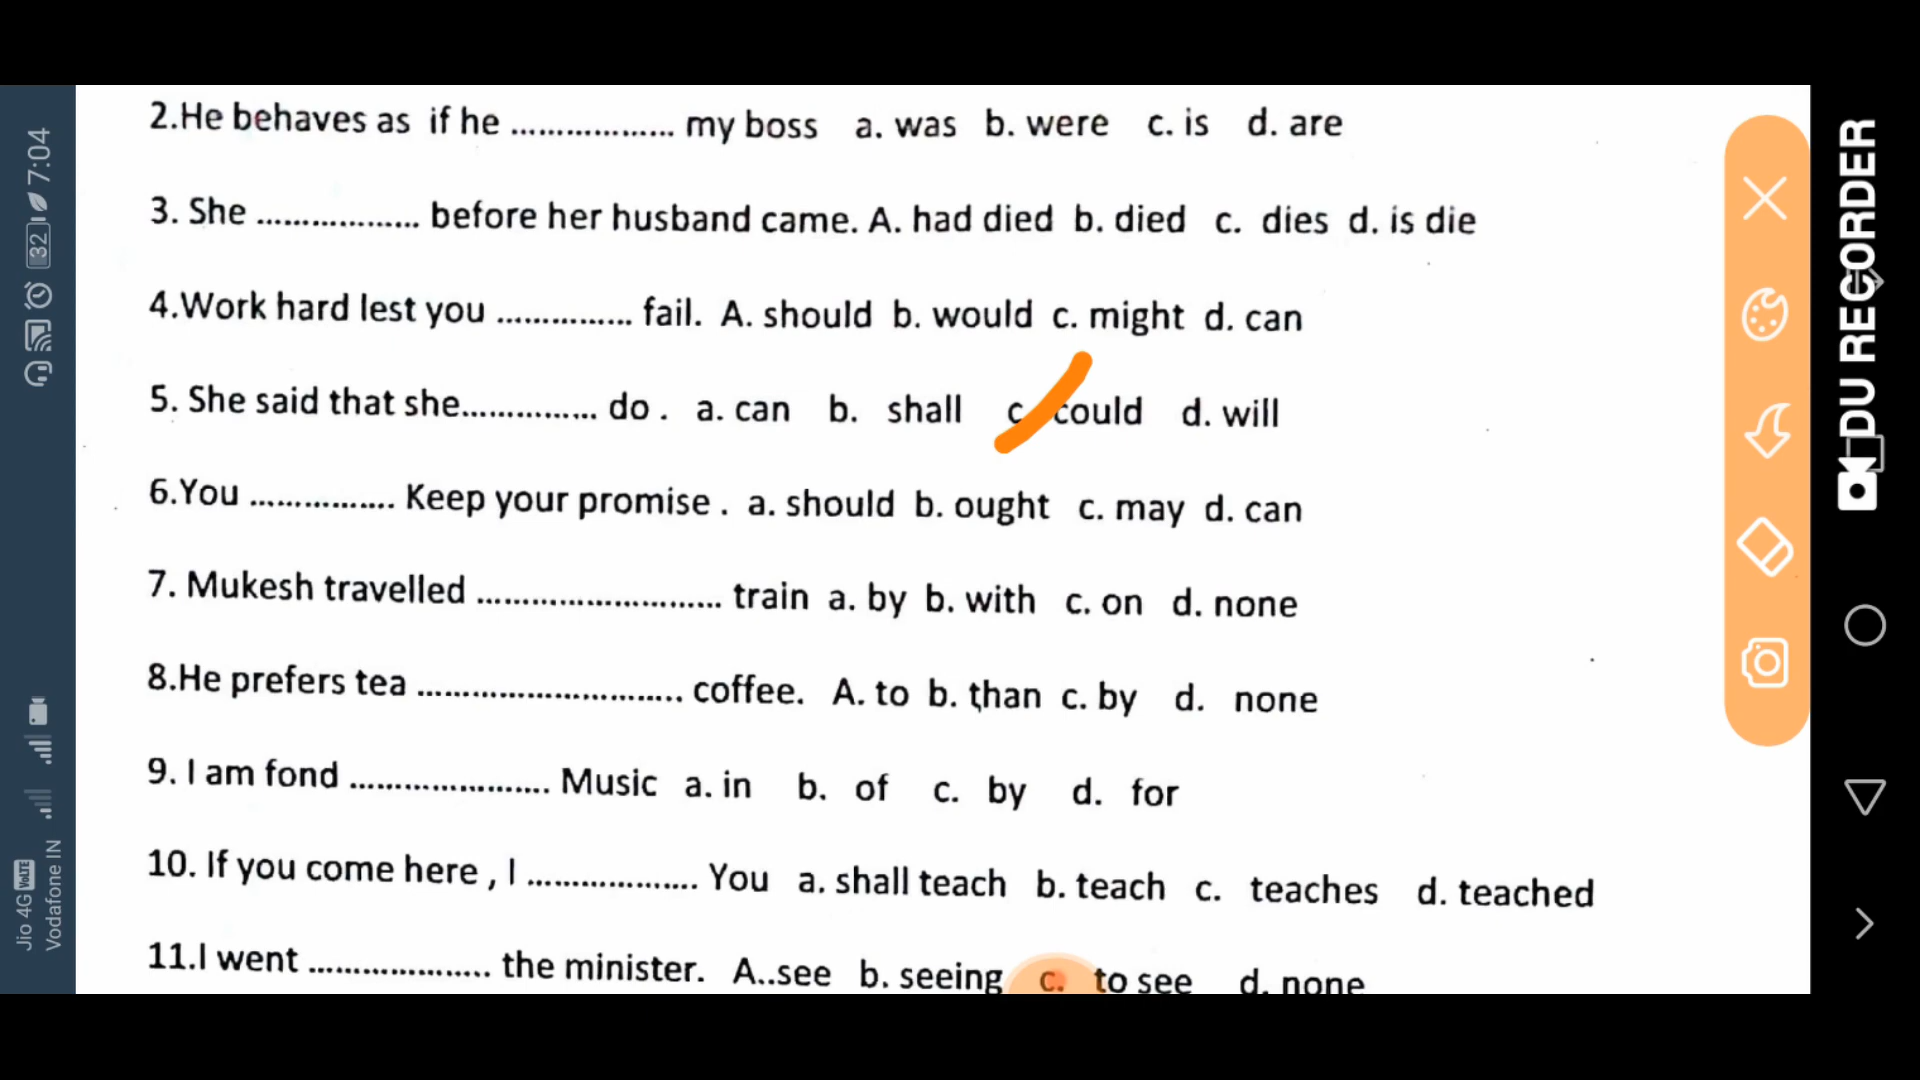 2.He behaves as if he .................. my boss a. was b. were c. is d. are
3. She .................. before her husband came. A. had died b. died c. dies d. is die
4.Work hard lest you ............... fail. A. should b. would c. might d. can
5. She said that she............... do . a. can b. shall c. could d. will
6.You ................ Keep your promise . a. should b. ought c. may d. can
7. Mukesh travelled ........................... train a. by b. with c. on d. none
8.He prefers tea ............................. coffee. A. to b. than c. by d. none
9. I am fond ...................... Music a. in b. of c. by d. for
10. If you come here , I ................... You a. shall teach b. teach c. teaches d. teached
11.I went .................... the minister. A..see b. seeing c. to see d. none
7:04
32
Jio 4G VoLTE
Vodafone IN
DU RECORDER